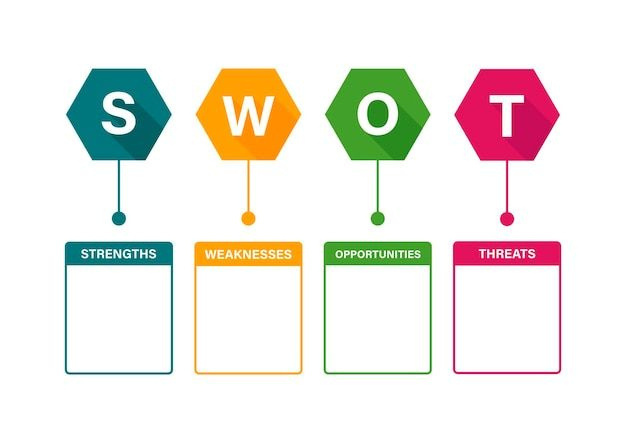 S W O T
STRENGTHS WEAKNESSES OPPORTUNITIES THREATS